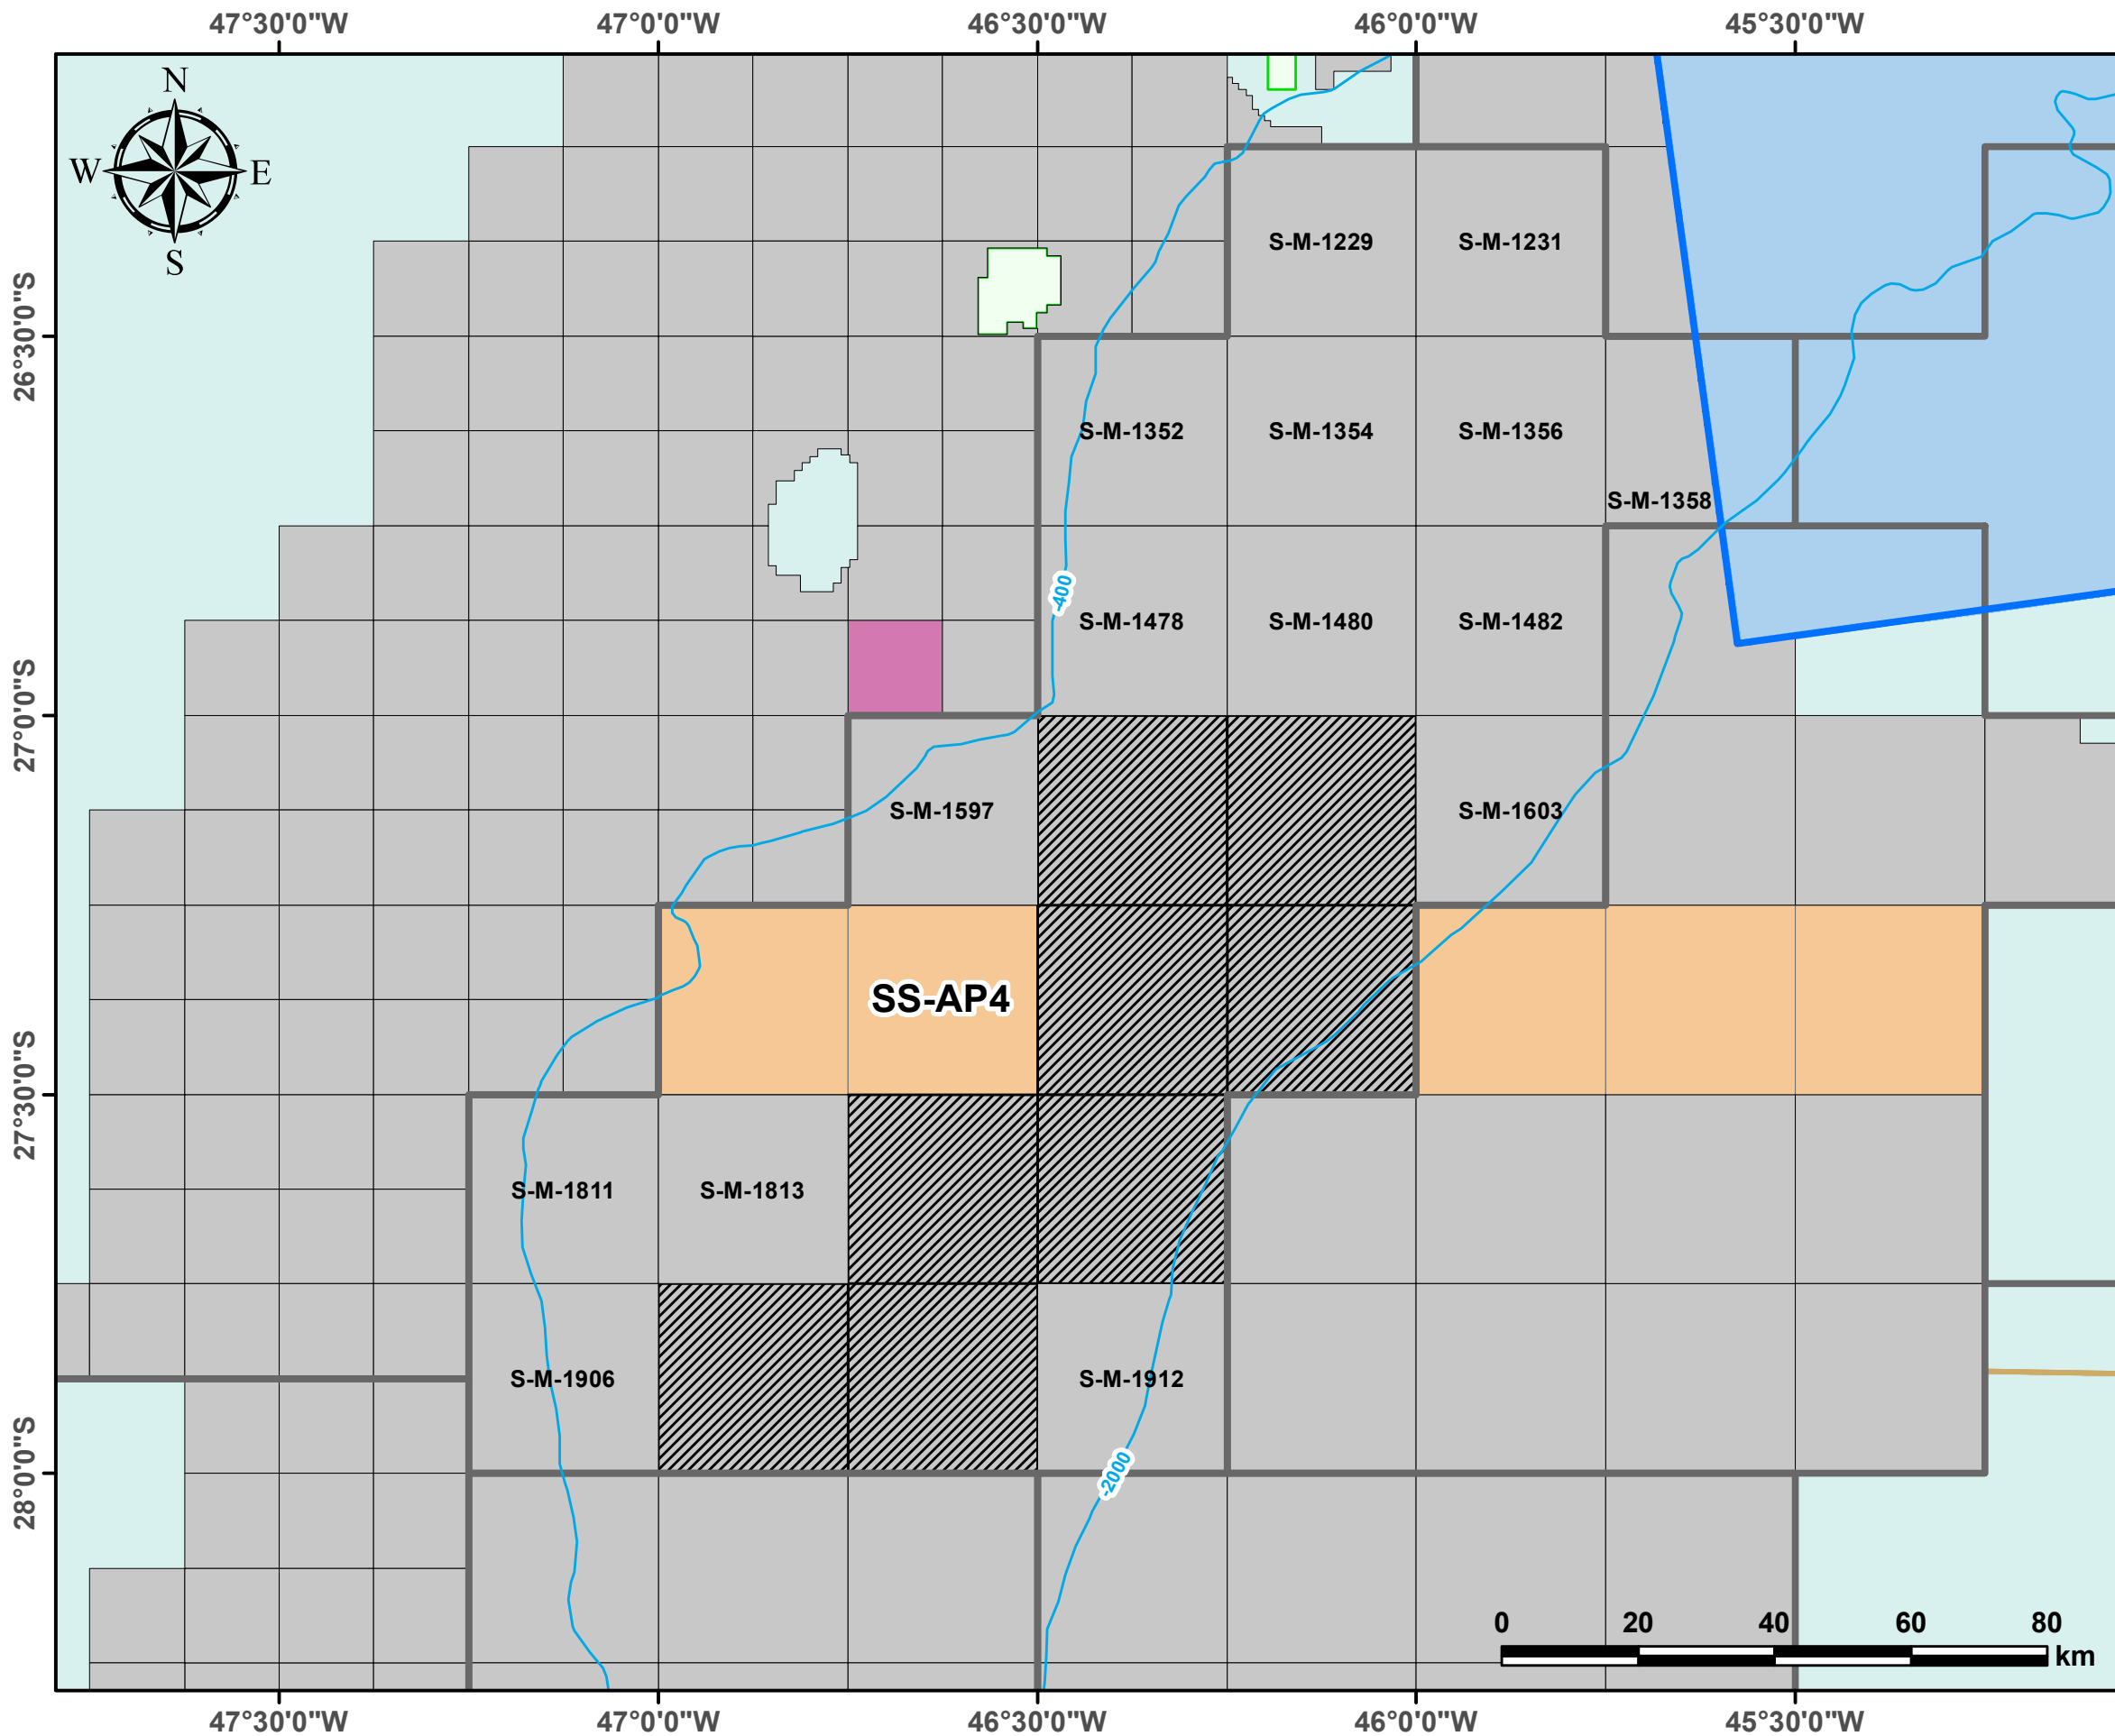 47°30'0"W 47°0'0"W 46°30'0"W 46°0'0"W 45°30'0"W
N
W E
S
S-M-1229 S-M-1231
26°30'0"S
S-M-1352 S-M-1354 S-M-1356
S-M-1358
-400
S-M-1478 S-M-1480 S-M-1482
27°0'0"S
S-M-1597 S-M-1603
SS-AP4
27°30'0"S
S-M-1811 S-M-1813
S-M-1906 S-M-1912
28°0'0"S
-2000
0 20 40 60 80
km
47°30'0"W 47°0'0"W 46°30'0"W 46°0'0"W 45°30'0"W